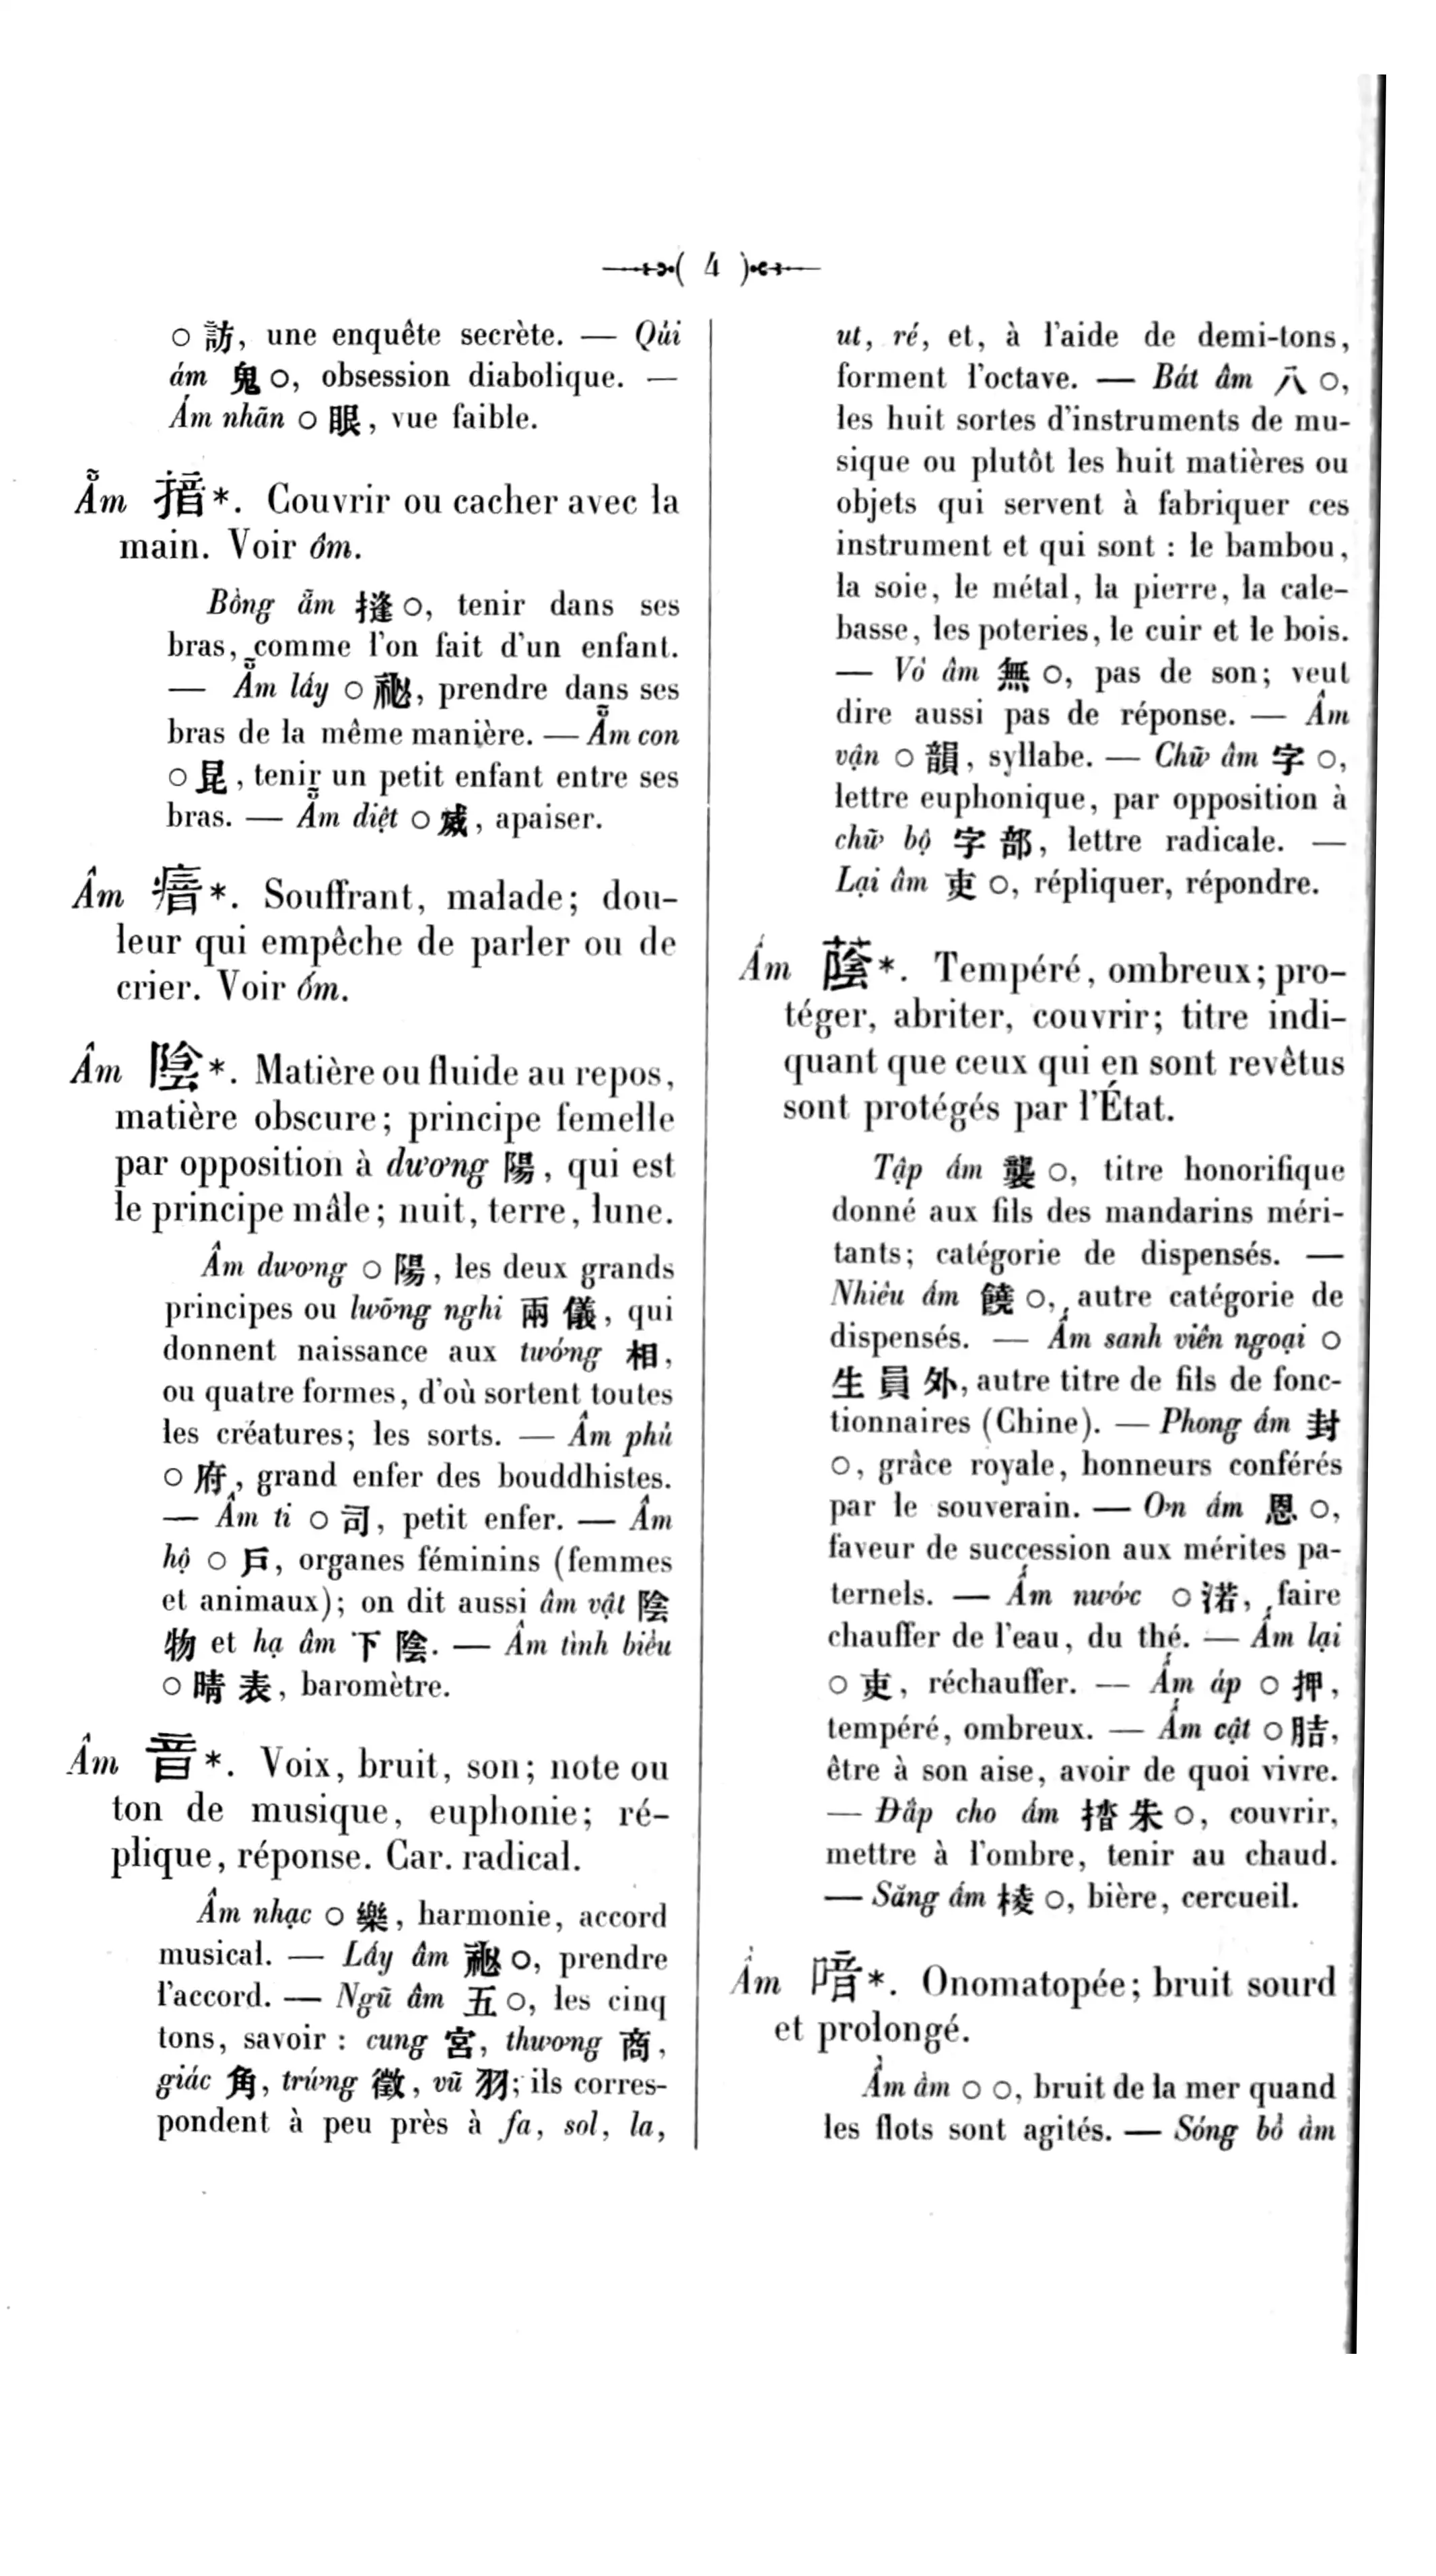 ( 4 )
○ 訪, une enquête secrète. — Qủi
ám 鬼 ○, obsession diabolique. —
Ám nhãn ○ 眼, vue faible.
Ẵm 揞*. Couvrir ou cacher avec la
main. Voir ôm.
Bồng ẵm 摓 ○, tenir dans ses
bras, comme l'on fait d'un enfant.
— Ẵm lấy ○ 𥙩, prendre dans ses
bras de la même manière. — Ẵm con
○ 昆, tenir un petit enfant entre ses
bras. — Ẵm diệt ○ 烕, apaiser.
Âm 瘖*. Souffrant, malade; dou-
leur qui empêche de parler ou de
crier. Voir ốm.
Âm 陰*. Matière ou fluide au repos,
matière obscure; principe femelle
par opposition à dương 陽, qui est
le principe mâle; nuit, terre, lune.
Âm dương ○ 陽, les deux grands
principes ou lưỡng nghi 兩 儀, qui
donnent naissance aux tướng 相,
ou quatre formes, d'où sortent toutes
les créatures; les sorts. — Âm phủ
○ 府, grand enfer des bouddhistes.
— Âm ti ○ 司, petit enfer. — Âm
hộ ○ 戶, organes féminins (femmes
et animaux); on dit aussi âm vật 陰
物 et hạ âm 下 陰. — Âm tình biểu
○ 晴 表, baromètre.
Âm 音*. Voix, bruit, son; note ou
ton de musique, euphonie; ré-
plique, réponse. Car. radical.
Âm nhạc ○ 樂, harmonie, accord
musical. — Lấy âm 𥙩 ○, prendre
l'accord. — Ngũ âm 五 ○, les cinq
tons, savoir : cung 宮, thương 商,
giác 角, trứng 徵, vũ 羽; ils corres-
pondent à peu près à fa, sol, la,
ut, ré, et, à l'aide de demi-tons,
forment l'octave. — Bát âm 八 ○,
les huit sortes d'instruments de mu-
sique ou plutôt les huit matières ou
objets qui servent à fabriquer ces
instrument et qui sont : le bambou,
la soie, le métal, la pierre, la cale-
basse, les poteries, le cuir et le bois.
— Vô âm 無 ○, pas de son; veut
dire aussi pas de réponse. — Âm
vận ○ 韻, syllabe. — Chữ âm 字 ○,
lettre euphonique, par opposition à
chữ bộ 字 部, lettre radicale. —
Lại âm 吏 ○, répliquer, répondre.
Ấm 蔭*. Tempéré, ombreux; pro-
téger, abriter, couvrir; titre indi-
quant que ceux qui en sont revêtus
sont protégés par l'État.
Tập ấm 襲 ○, titre honorifique
donné aux fils des mandarins méri-
tants; catégorie de dispensés. —
Nhiêu ấm 饒 ○, autre catégorie de
dispensés. — Ấm sanh viên ngoại ○
生 員 外, autre titre de fils de fonc-
tionnaires (Chine). — Phong ấm 封
○, grâce royale, honneurs conférés
par le souverain. — Ơn ấm 恩 ○,
faveur de succession aux mérites pa-
ternels. — Ấm nước ○ 渃, faire
chauffer de l'eau, du thé. — Ấm lại
○ 吏, réchauffer. — Ấm áp ○ 押,
tempéré, ombreux. — Ấm cật ○ 胋,
être à son aise, avoir de quoi vivre.
— Đắp cho ấm 㨋 朱 ○, couvrir,
mettre à l'ombre, tenir au chaud.
— Săng ấm 棱 ○, bière, cercueil.
Ầm 喑*. Onomatopée; bruit sourd
et prolongé.
Ầm ầm ○ ○, bruit de la mer quand
les flots sont agités. — Sóng bổ ầm